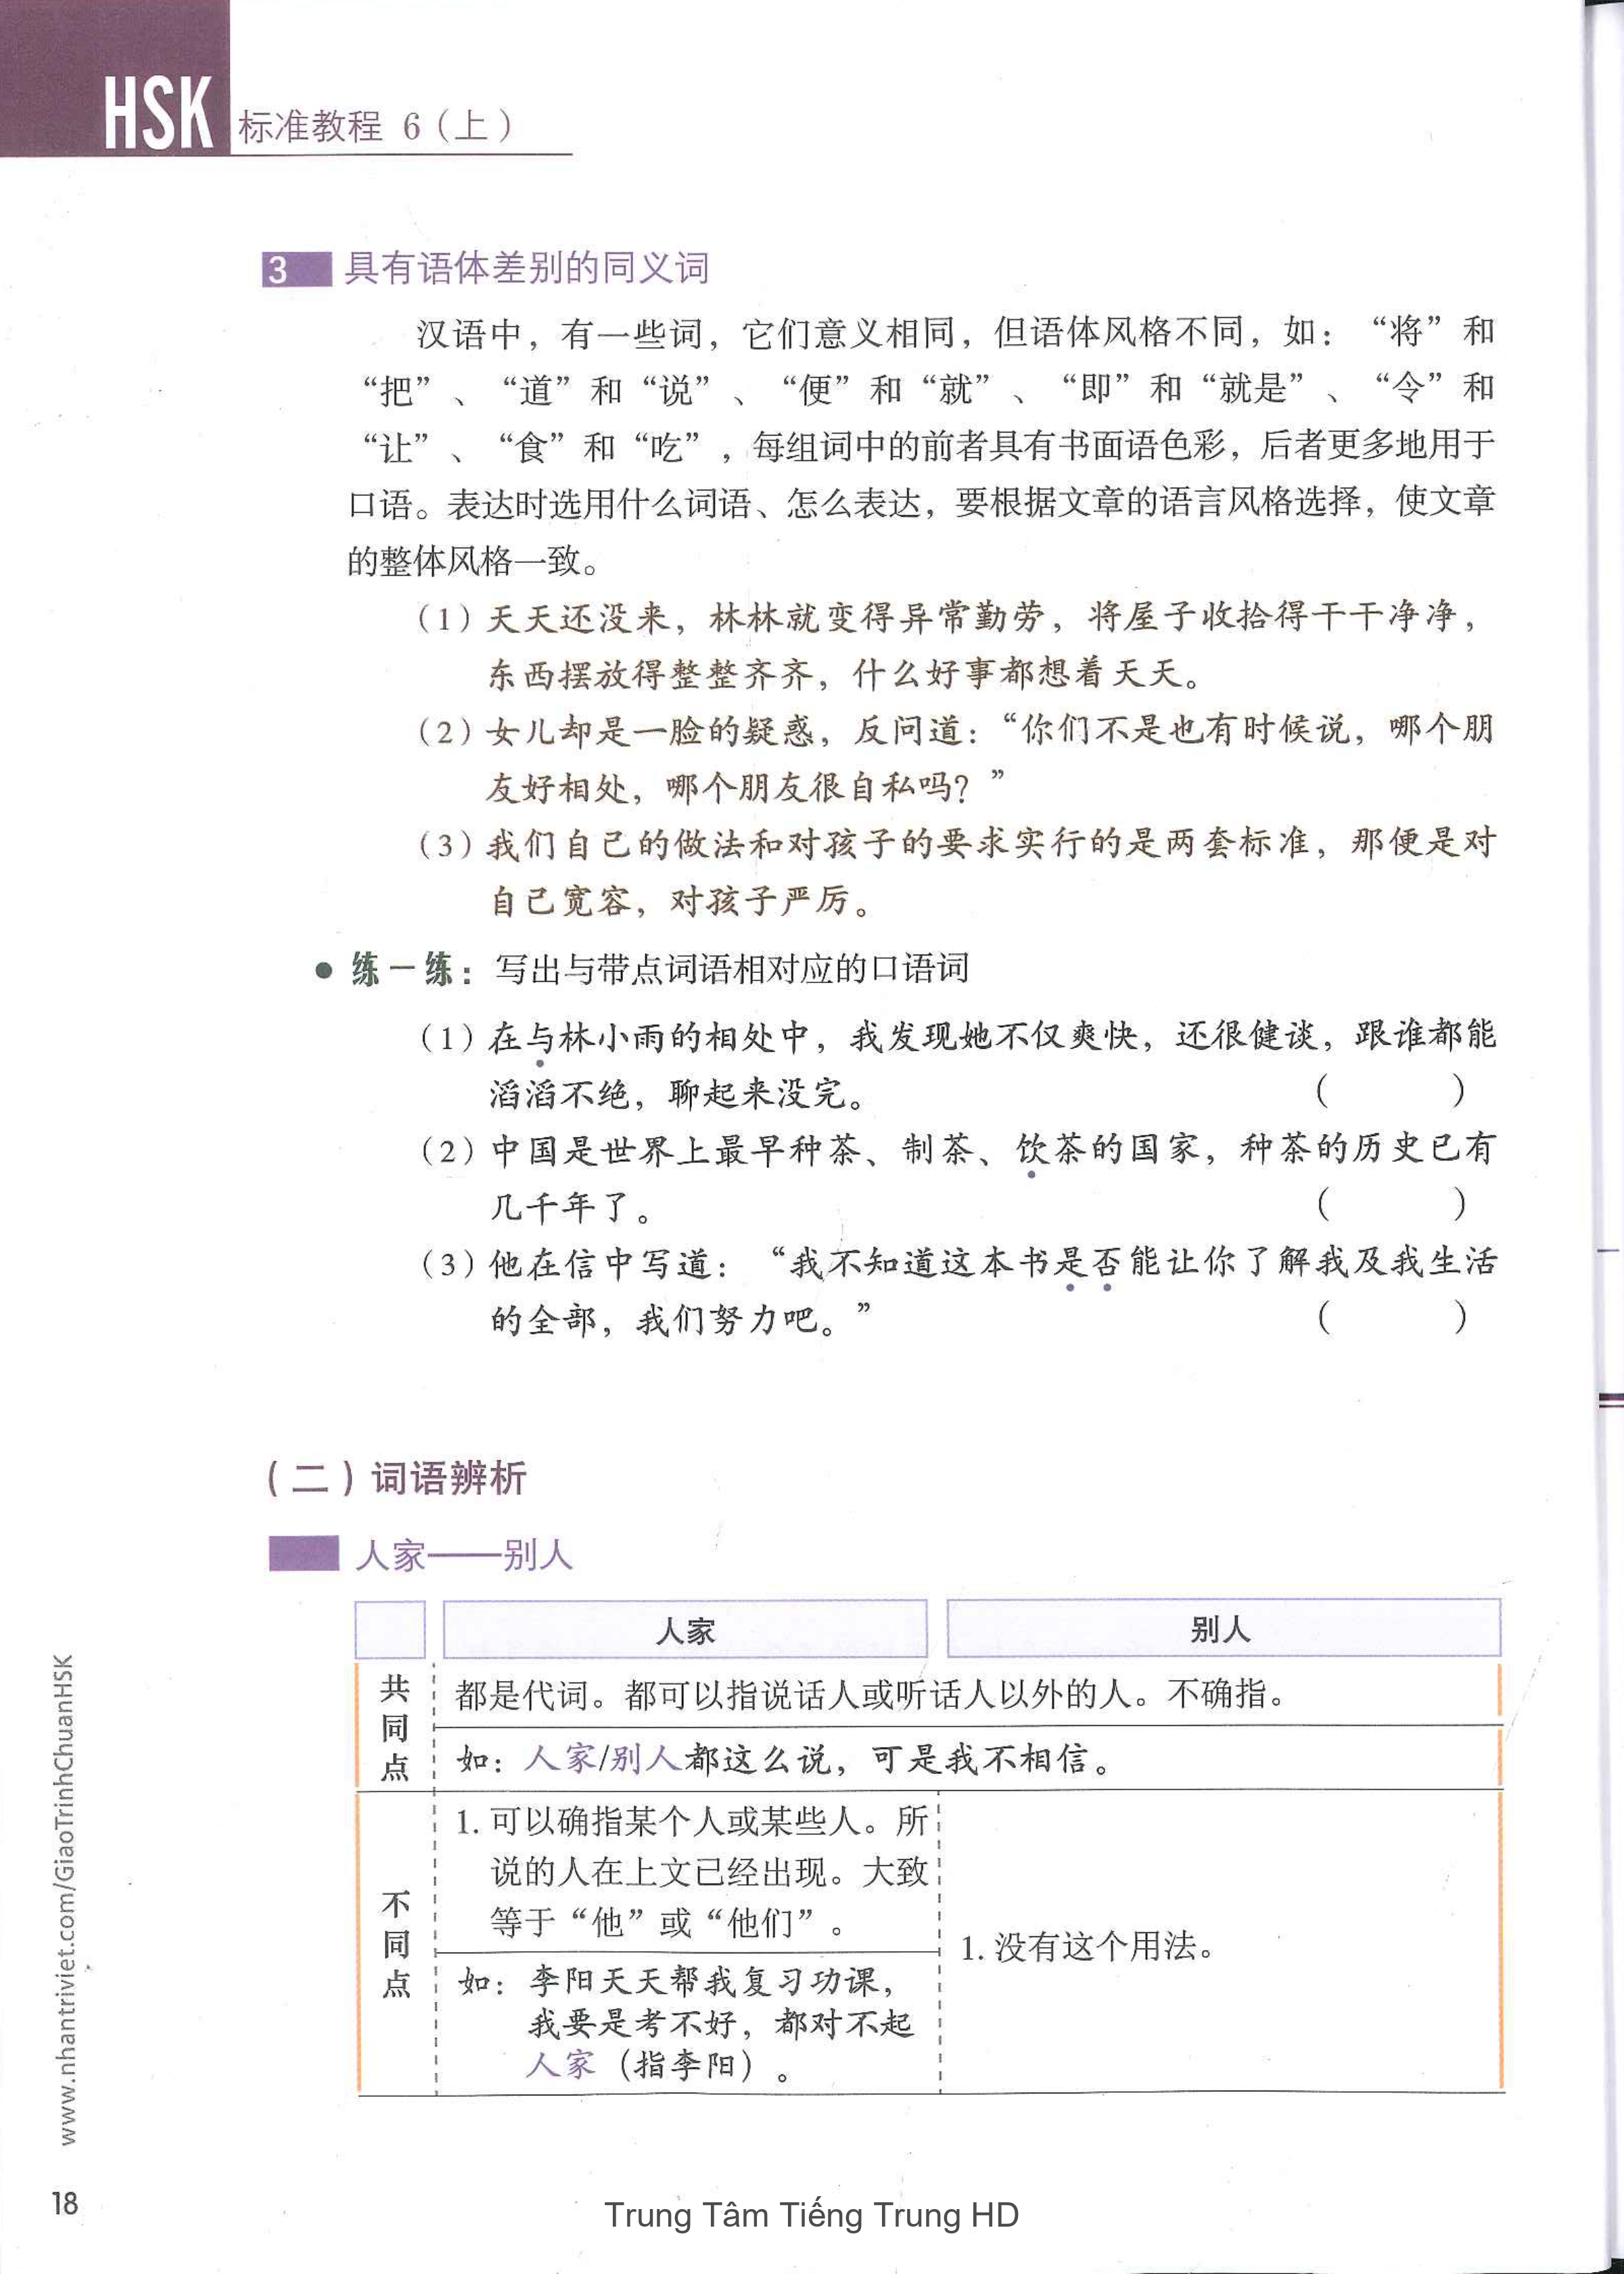 HSK 标准教程 6（上）
3 具有语体差别的同义词
汉语中，有一些词，它们意义相同，但语体风格不同，如：“将”和
“把”、“道”和“说”、“便”和“就”、“即”和“就是”、“令”和
“让”、“食”和“吃”，每组词中的前者具有书面语色彩，后者更多地用于
口语。表达时选用什么词语、怎么表达，要根据文章的语言风格选择，使文章
的整体风格一致。
（1）天天还没来，林林就变得异常勤劳，将屋子收拾得干干净净，
东西摆放得整整齐齐，什么好事都想着天天。
（2）女儿却是一脸的疑惑，反问道：“你们不是也有时候说，哪个朋
友好相处，哪个朋友很自私吗？”
（3）我们自己的做法和对孩子的要求实行的是两套标准，那便是对
自己宽容，对孩子严厉。
● 练一练：写出与带点词语相对应的口语词
（1）在与林小雨的相处中，我发现她不仅爽快，还很健谈，跟谁都能
滔滔不绝，聊起来没完。（ ）
（2）中国是世界上最早种茶、制茶、饮茶的国家，种茶的历史已有
几千年了。（ ）
（3）他在信中写道：“我不知道这本书是否能让你了解我及我生活
的全部，我们努力吧。”（ ）
（二）词语辨析
人家——别人
人家 别人
共同点
都是代词。都可以指说话人或听话人以外的人。不确指。
如：人家/别人都这么说，可是我不相信。
不同点
1. 可以确指某个人或某些人。所
说的人在上文已经出现。大致
等于“他”或“他们”。
如：李阳天天帮我复习功课，
我要是考不好，都对不起
人家（指李阳）。
1. 没有这个用法。
www.nhantriviet.com/GiaoTrinhChuanHSK
18
Trung Tâm Tiếng Trung HD